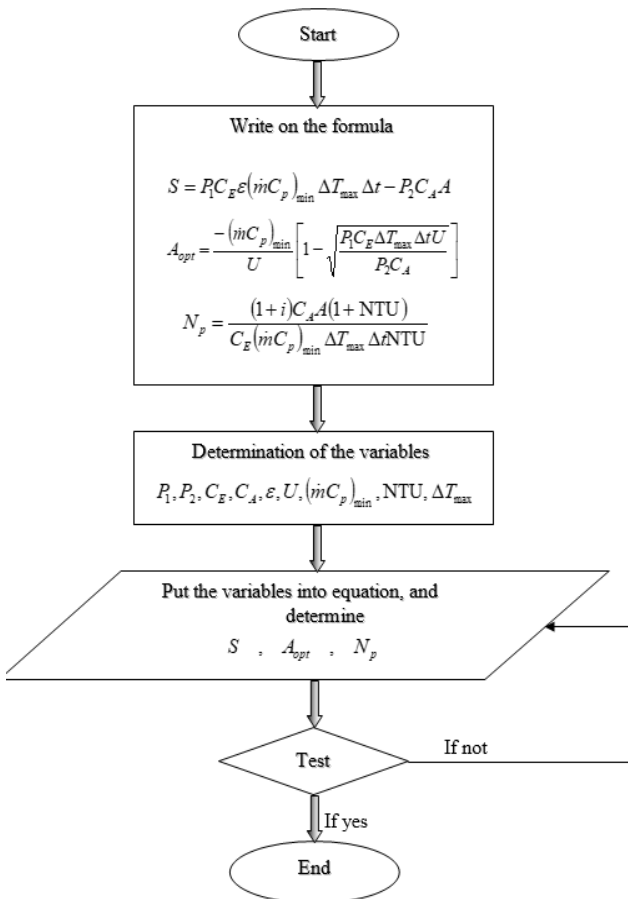 Start
Write on the formula
S = P₁C_Eε(ṁC_p)_min ΔT_max Δt − P₂C_A A
A_opt = −(ṁC_p)_min / U [1 − √(P₁C_EΔT_max ΔtU / P₂C_A)]
N_p = (1+i)C_A A(1+NTU) / C_E(ṁC_p)_min ΔT_max ΔtNTU
Determination of the variables
P₁, P₂, C_E, C_A, ε, U, (ṁC_p)_min, NTU, ΔT_max
Put the variables into equation, and
determine
S , A_opt , N_p
Test
If not
If yes
End